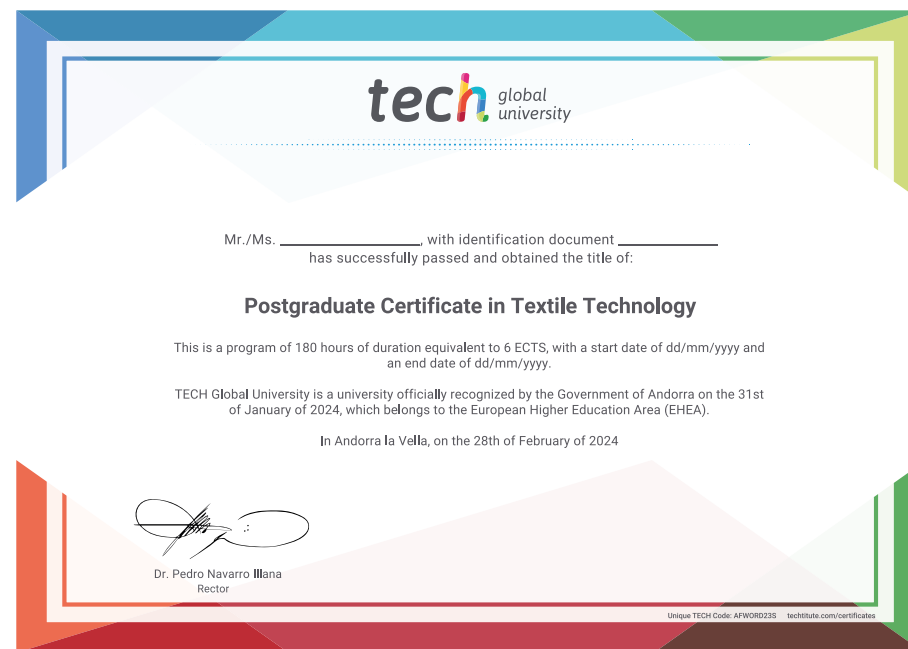 tech global university
Mr./Ms. ____________, with identification document ____________
has successfully passed and obtained the title of:
Postgraduate Certificate in Textile Technology
This is a program of 180 hours of duration equivalent to 6 ECTS, with a start date of dd/mm/yyyy and
an end date of dd/mm/yyyy.
TECH Global University is a university officially recognized by the Government of Andorra on the 31st
of January of 2024, which belongs to the European Higher Education Area (EHEA).
In Andorra la Vella, on the 28th of February of 2024
Dr. Pedro Navarro Illana
Rector
Unique TECH Code: AFWORD23S techtitute.com/certificates